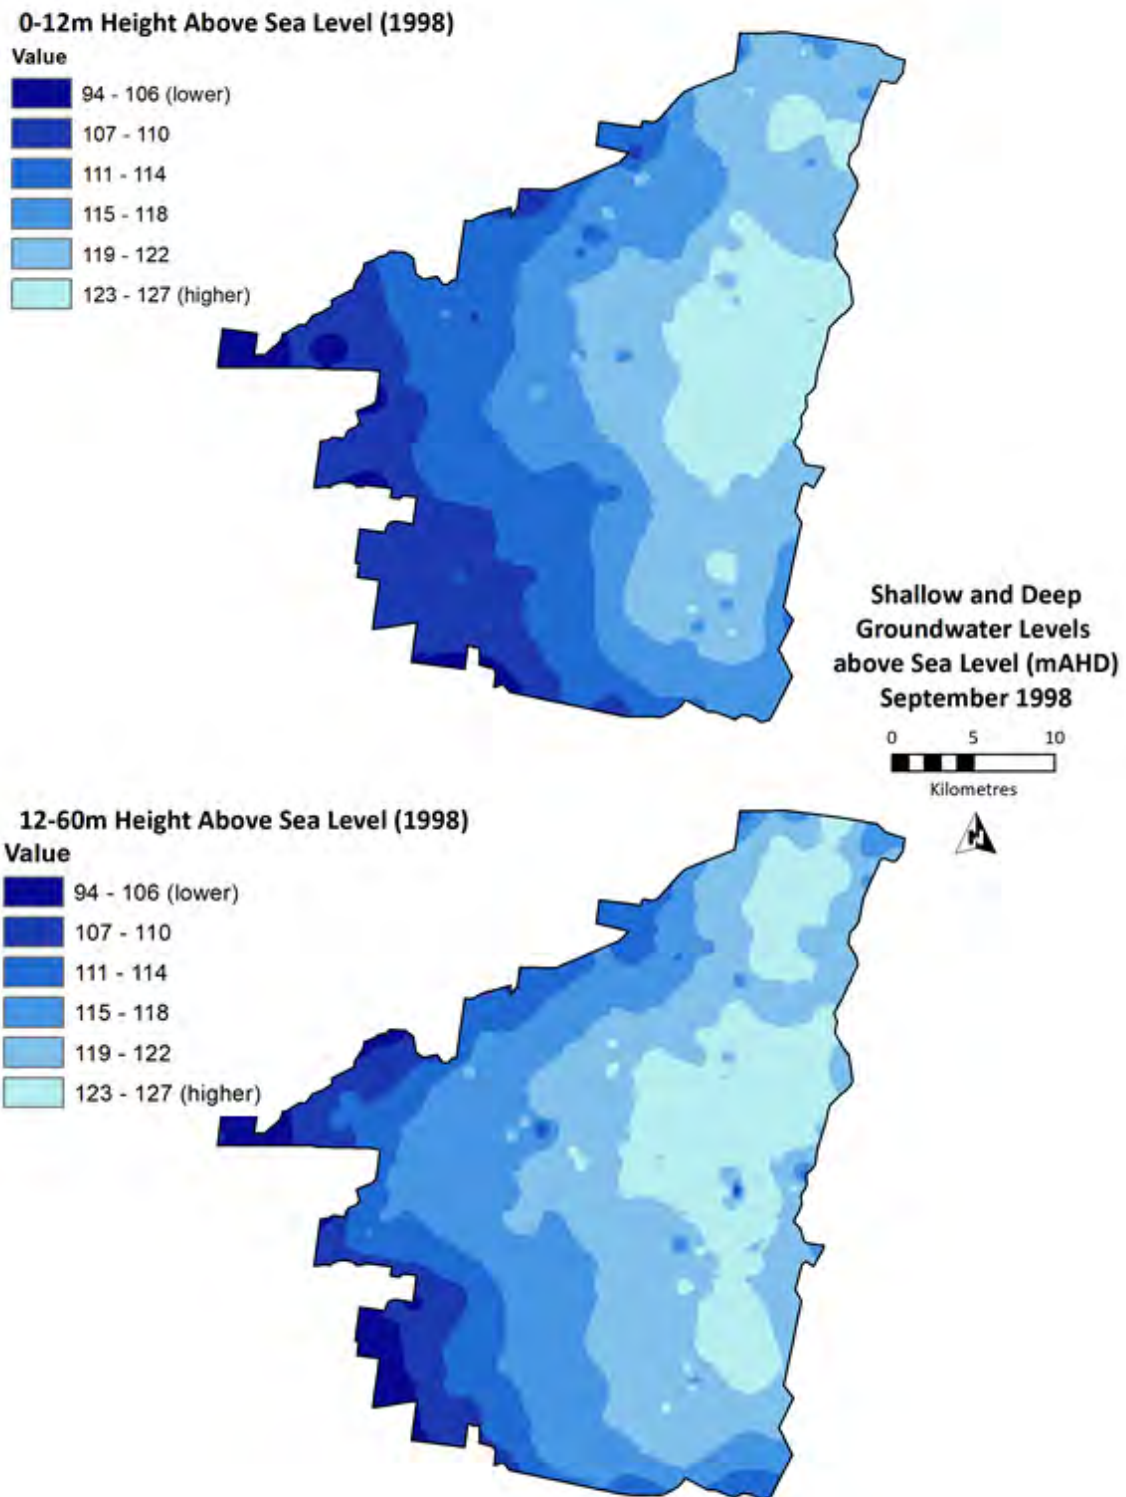 0-12m Height Above Sea Level (1998)
Value
94 - 106 (lower)
107 - 110
111 - 114
115 - 118
119 - 122
123 - 127 (higher)
Shallow and Deep
Groundwater Levels
above Sea Level (mAHD)
September 1998
0 5 10
Kilometres
N
12-60m Height Above Sea Level (1998)
Value
94 - 106 (lower)
107 - 110
111 - 114
115 - 118
119 - 122
123 - 127 (higher)